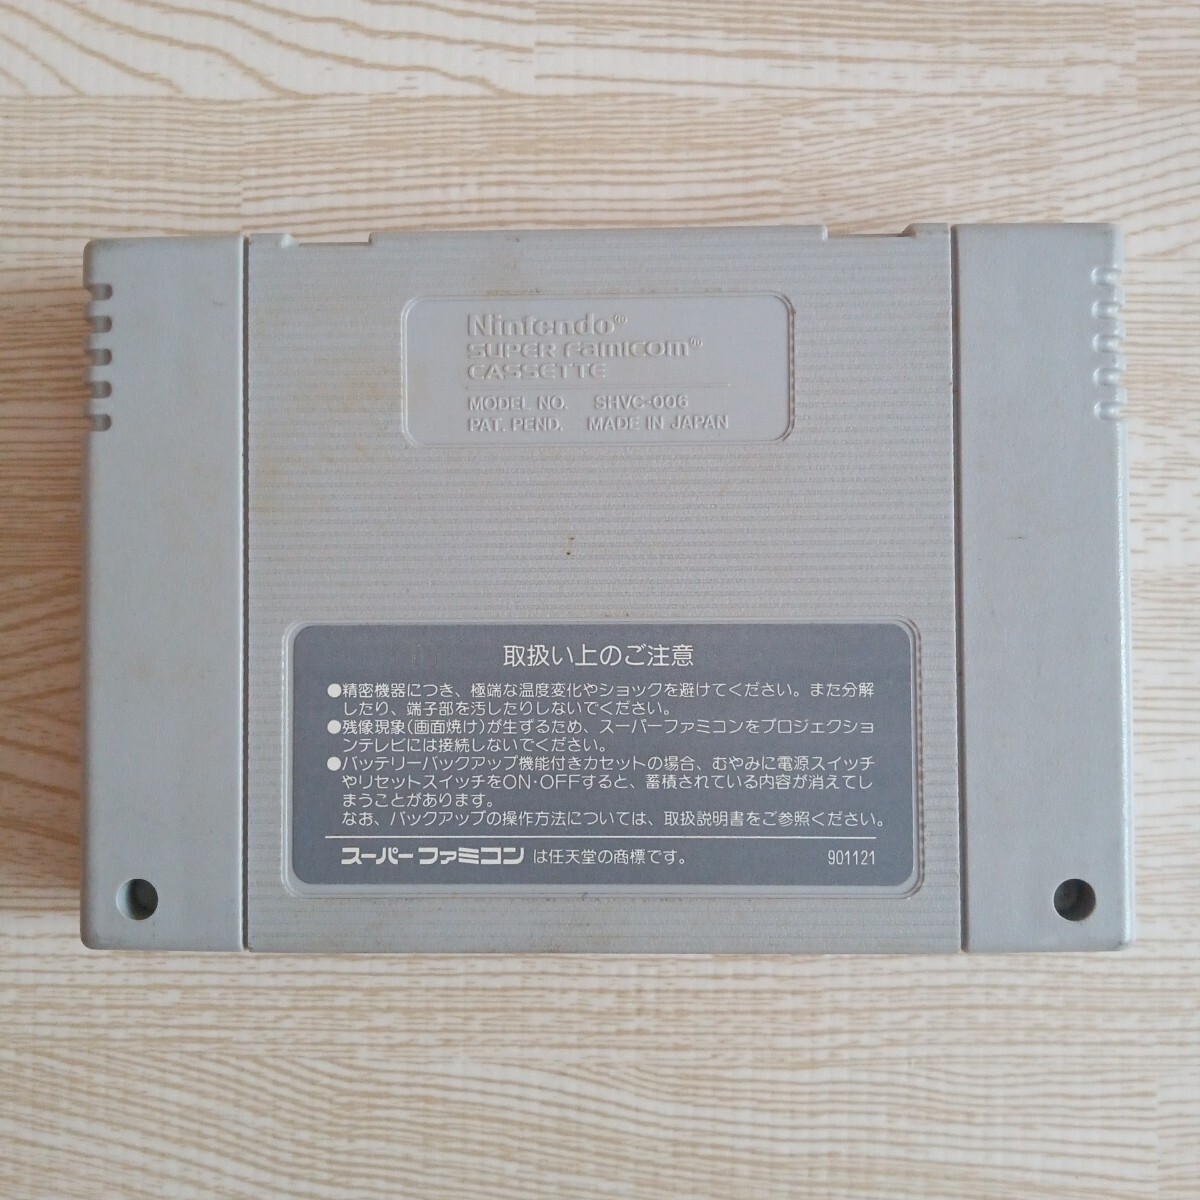 Nintendo®
SUPER Famicom®
CASSETTE
MODEL NO. SHVC-006
PAT. PEND. MADE IN JAPAN
取扱い上のご注意
●精密機器につき、極端な温度変化やショックを避けてください。また分解
したり、端子部を汚したりしないでください。
●残像現象(画面焼け)が生ずるため、スーパーファミコンをプロジェクショ
ンテレビには接続しないでください。
●バッテリーバックアップ機能付きカセットの場合、むやみに電源スイッチ
やリセットスイッチをON・OFFすると、蓄積されている内容が消えてし
まうことがあります。
なお、バックアップの操作方法については、取扱説明書をご参照ください。
スーパーファミコン は任天堂の商標です。 901121